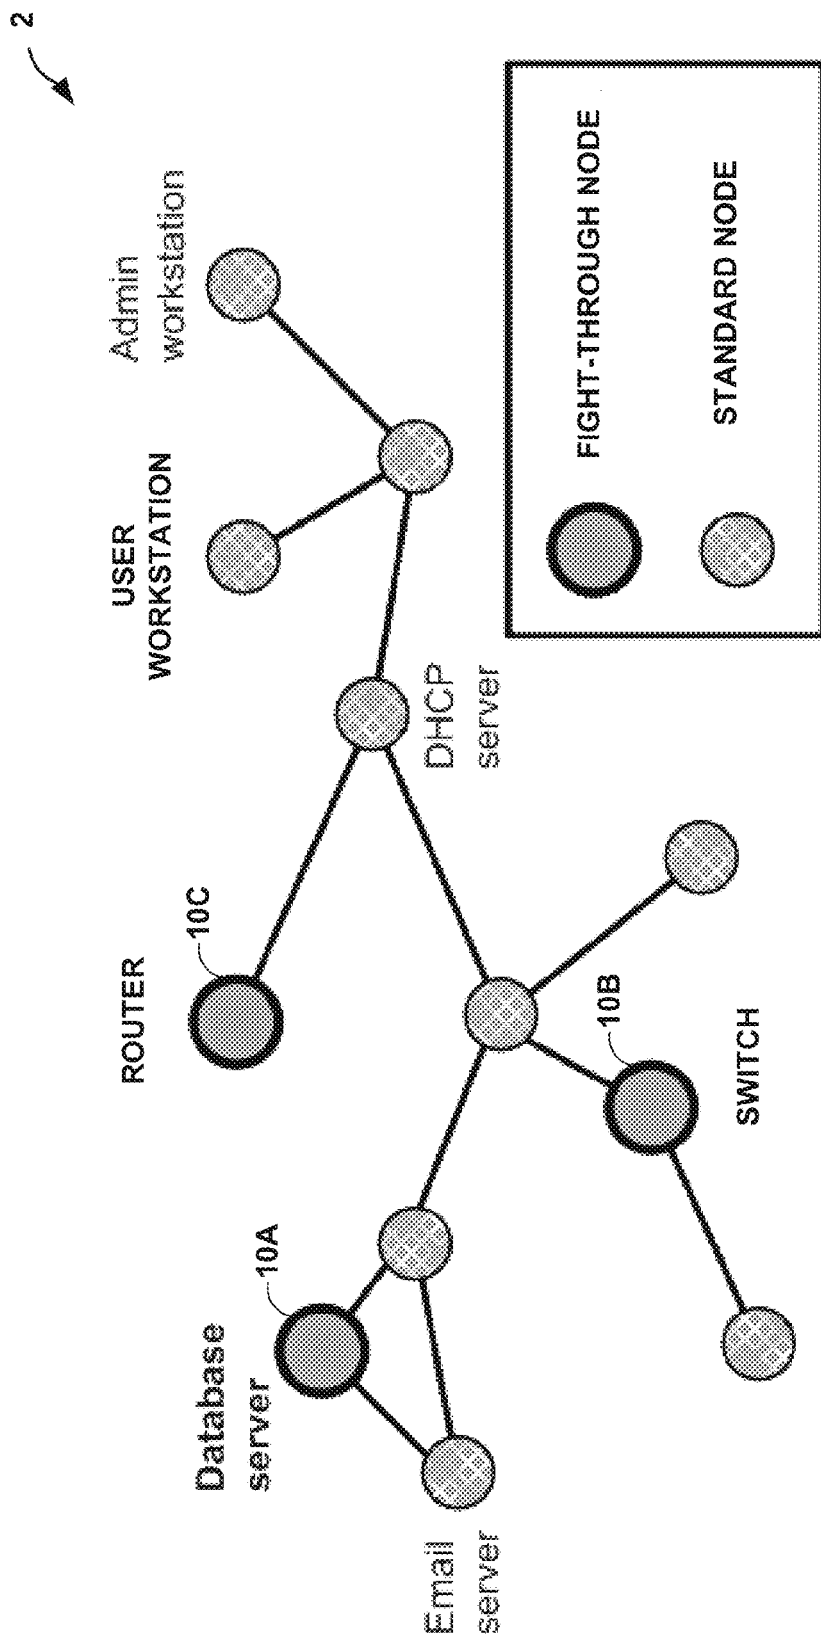 2
Admin
workstation
USER
WORKSTATION
DHCP
server
ROUTER
10C
10B
SWITCH
10A
Database
server
Email
server
FIGHT-THROUGH NODE
STANDARD NODE